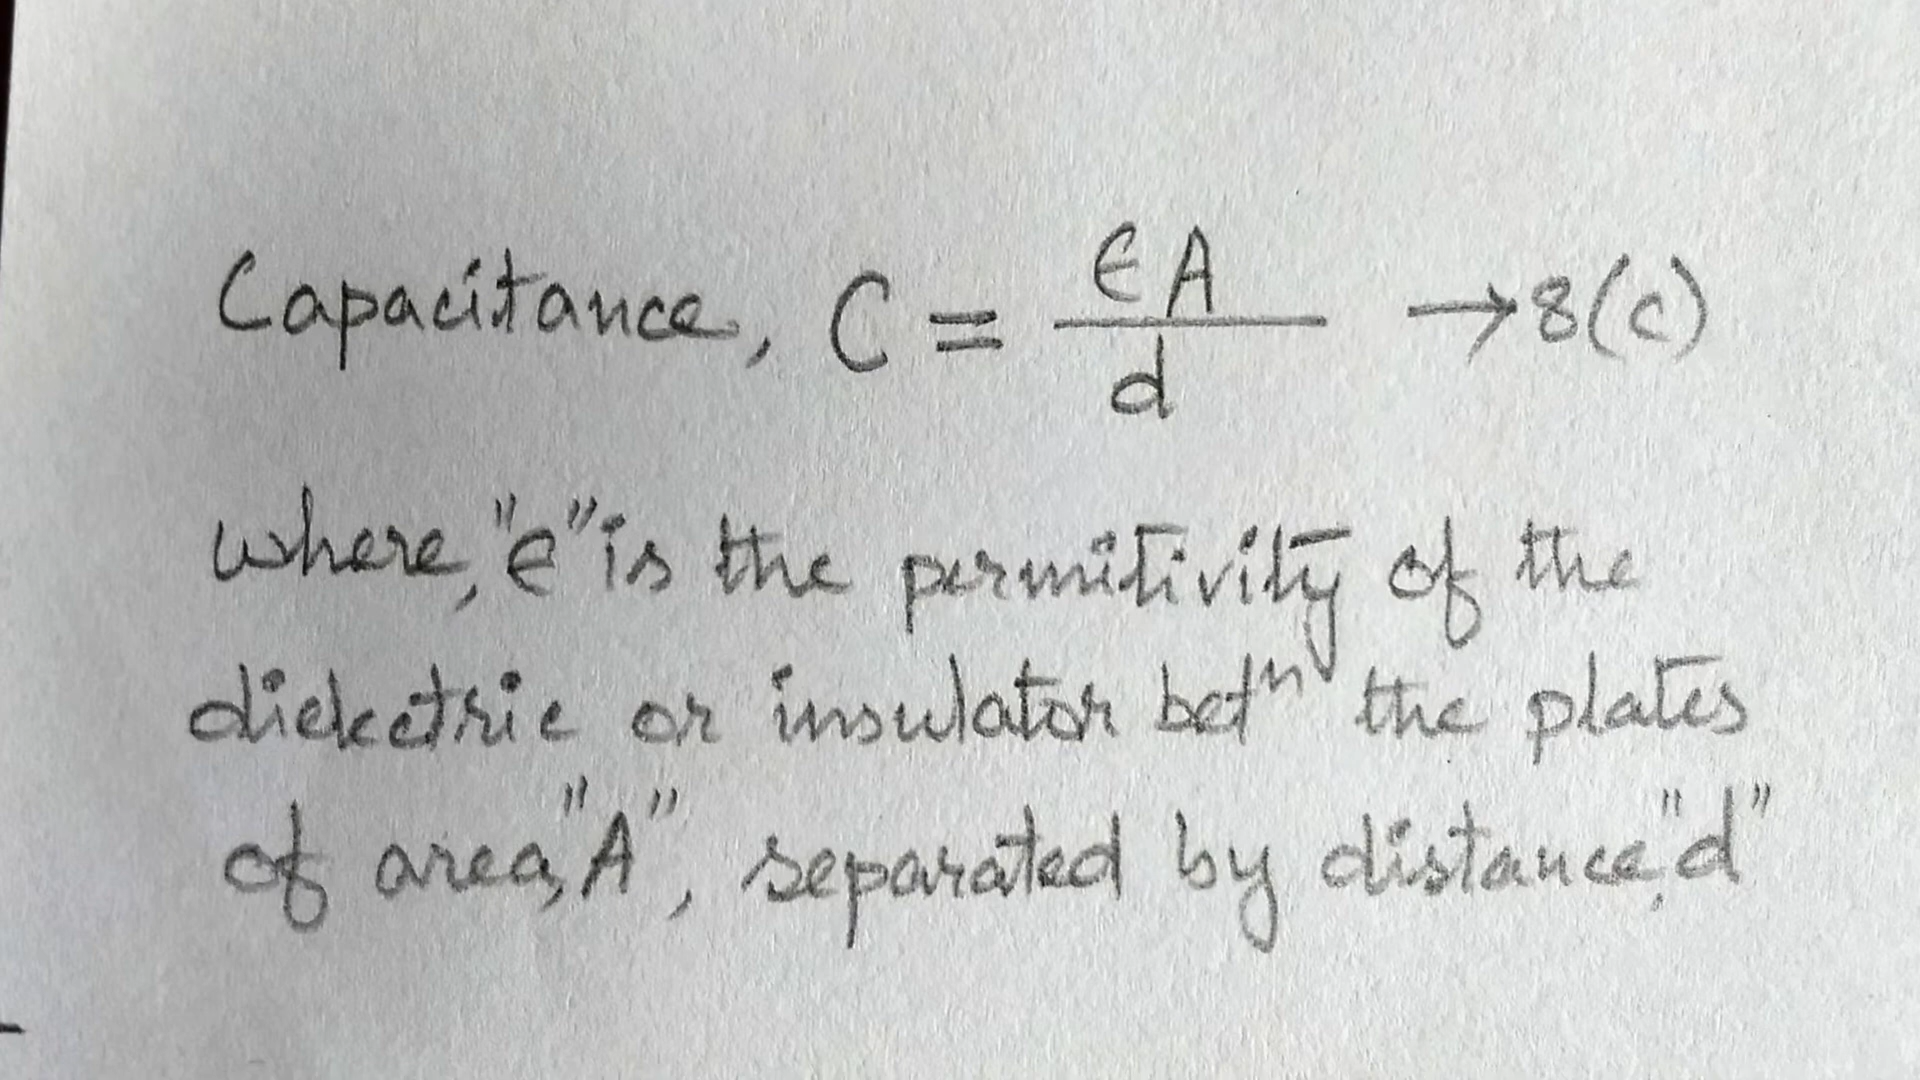 Capacitance, C = ϵA/d → 8(c)
where, "ϵ" is the permitivity of the
dielectric or insulator betⁿ the plates
of area, "A", separated by distance, "d"